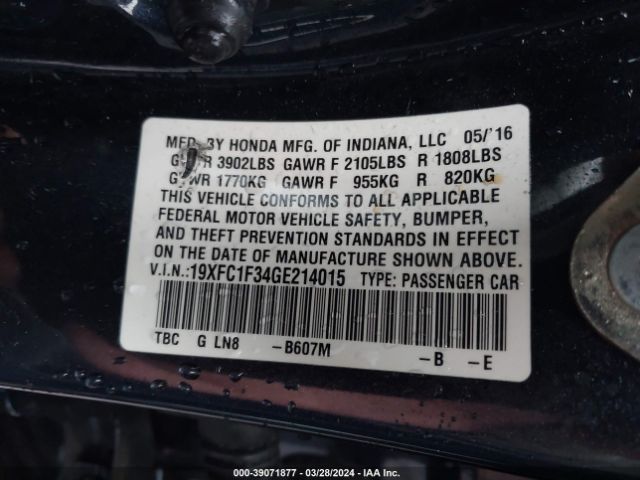 MFD. BY HONDA MFG. OF INDIANA, LLC 05/'16
GVWR 3902LBS GAWR F 2105LBS R 1808LBS
GVWR 1770KG GAWR F 955KG R 820KG
THIS VEHICLE CONFORMS TO ALL APPLICABLE
FEDERAL MOTOR VEHICLE SAFETY, BUMPER,
AND THEFT PREVENTION STANDARDS IN EFFECT
ON THE DATE OF MANUFACTURE SHOWN ABOVE.
V.I.N.:19XFC1F34GE214015 TYPE: PASSENGER CAR
TBC G LN8 -B607M -B -E
000-39071877 | 03/28/2024 | IAA Inc.